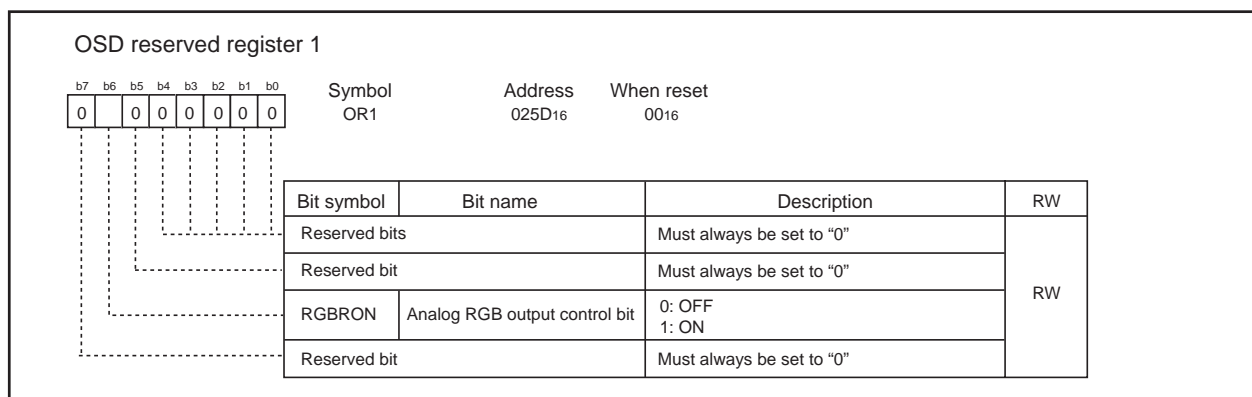 OSD reserved register 1
b7 b6 b5 b4 b3 b2 b1 b0
Symbol Address When reset
0 0 0 0 0 0 0
OR1 025D16 0016
Bit symbol Bit name Description RW
Reserved bits Must always be set to “0”
Reserved bit Must always be set to “0”
RW
RGBRON Analog RGB output control bit 0: OFF
1: ON
Reserved bit Must always be set to “0”